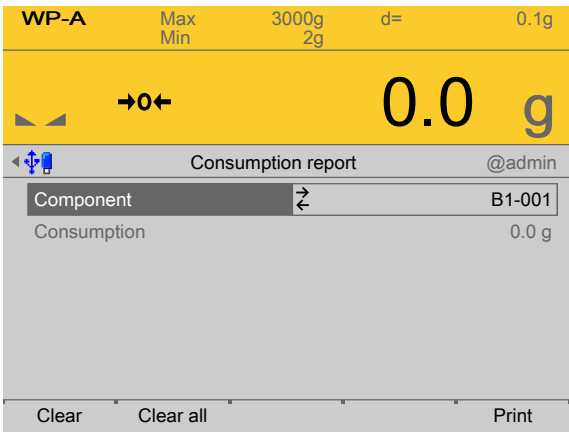 WP-A Max 3000g d= 0.1g
Min 2g
→0← 0.0 g
Consumption report @admin
Component B1-001
Consumption 0.0 g
Clear Clear all Print